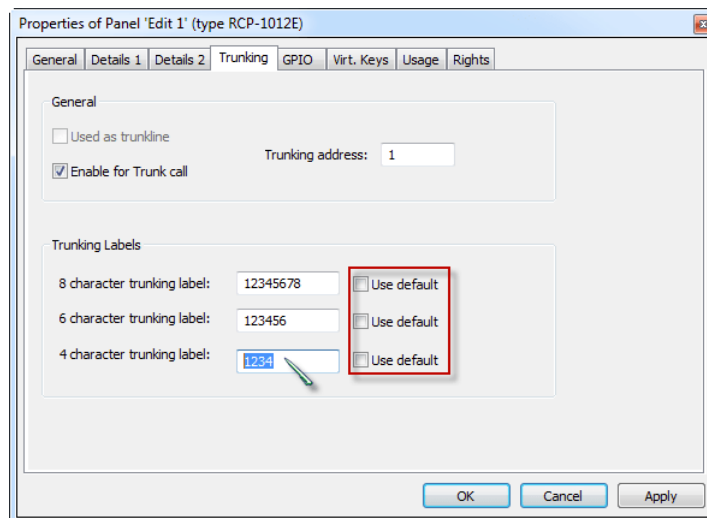 Properties of Panel 'Edit 1' (type RCP-1012E)
General Details 1 Details 2 Trunking GPIO Virt. Keys Usage Rights
General
Used as trunkline
Trunking address: 1
Enable for Trunk call
Trunking Labels
8 character trunking label: 12345678 Use default
6 character trunking label: 123456 Use default
4 character trunking label: 1234 Use default
OK Cancel Apply